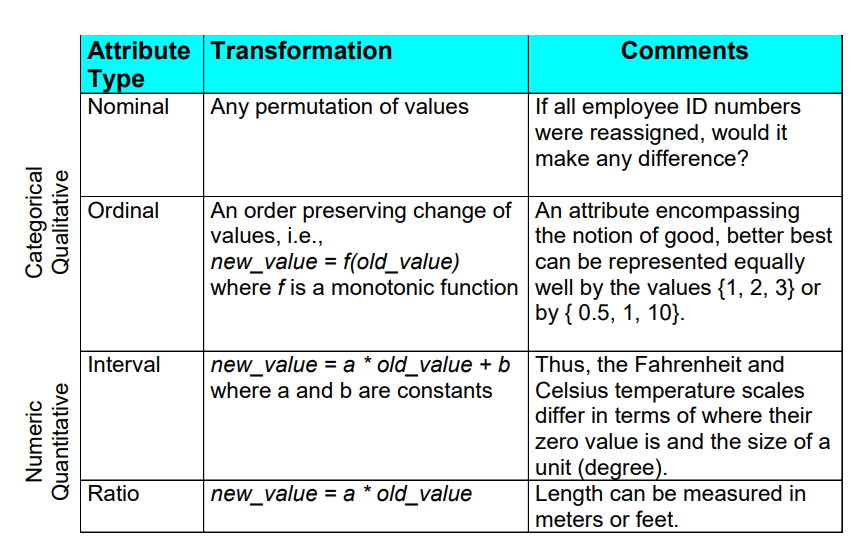 Attribute Type Transformation Comments
Categorical
Qualitative
Nominal
Any permutation of values
If all employee ID numbers
were reassigned, would it
make any difference?
Ordinal
An order preserving change of
values, i.e.,
new_value = f(old_value)
where f is a monotonic function
An attribute encompassing
the notion of good, better best
can be represented equally
well by the values {1, 2, 3} or
by { 0.5, 1, 10}.
Numeric
Quantitative
Interval
new_value = a * old_value + b
where a and b are constants
Thus, the Fahrenheit and
Celsius temperature scales
differ in terms of where their
zero value is and the size of a
unit (degree).
Ratio
new_value = a * old_value
Length can be measured in
meters or feet.